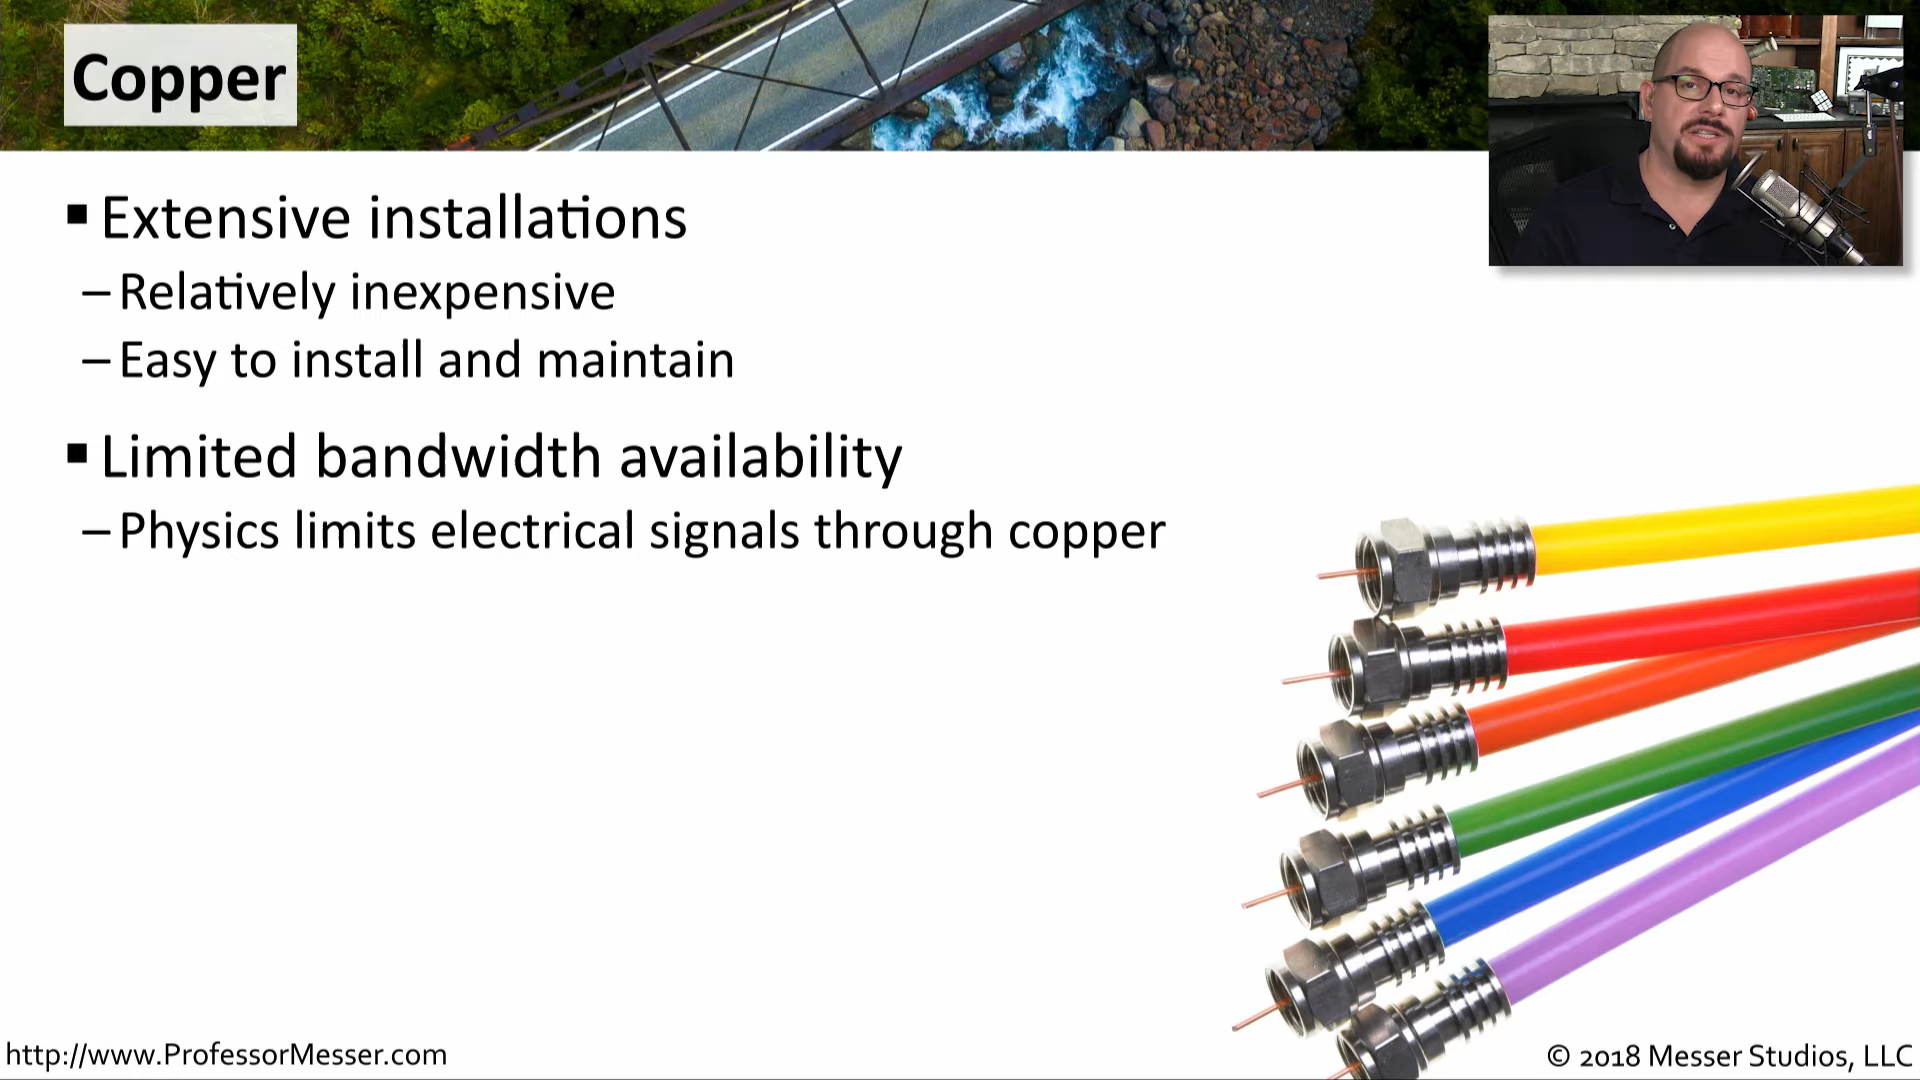 Copper
▪ Extensive installations
– Relatively inexpensive
– Easy to install and maintain
▪ Limited bandwidth availability
– Physics limits electrical signals through copper
http://www.ProfessorMesser.com
© 2018 Messer Studios, LLC